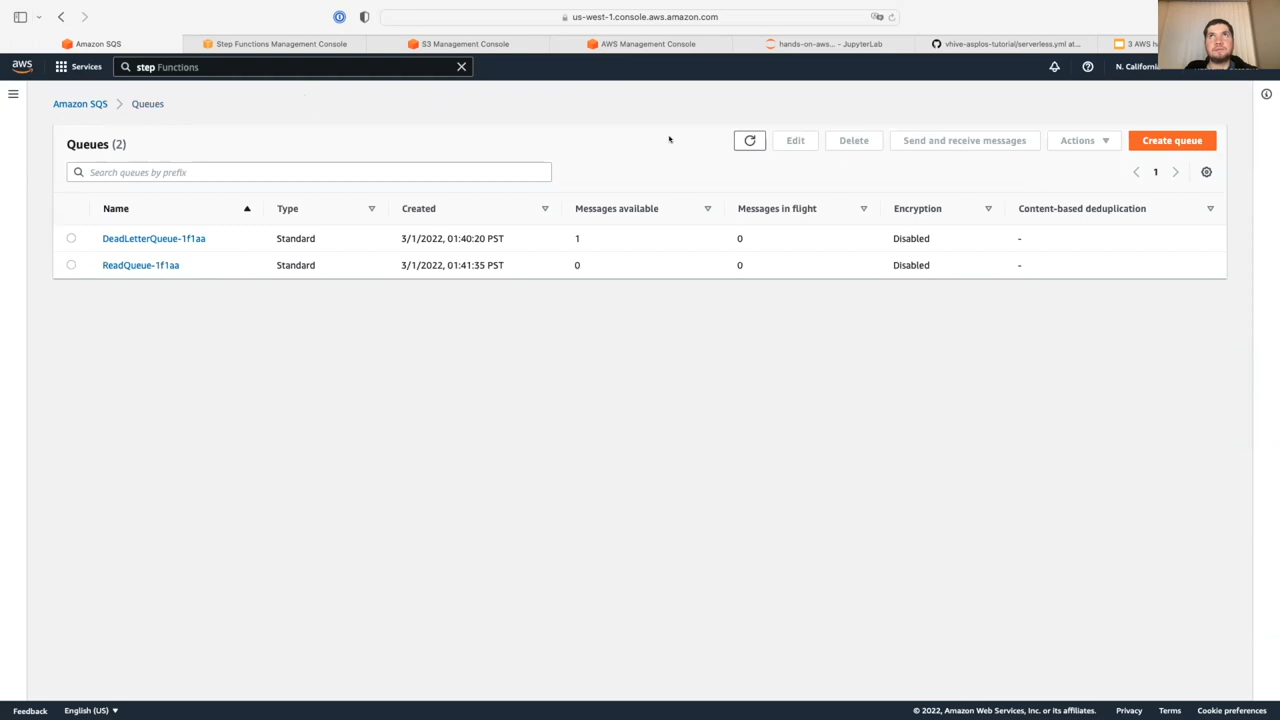 us-west-1.console.aws.amazon.com
Amazon SQS
Step Functions Management Console
S3 Management Console
AWS Management Console
hands-on-aws... - JupyterLab
vhive-asplos-tutorial/serverless.yml at...
3 AWS h
aws
Services
step Functions
N. California
Amazon SQS
Queues
Queues (2)
Edit
Delete
Send and receive messages
Actions
Create queue
Search queues by prefix
1
Name Type Created Messages available Messages in flight Encryption Content-based deduplication
DeadLetterQueue-1f1aa Standard 3/1/2022, 01:40:20 PST 1 0 Disabled -
ReadQueue-1f1aa Standard 3/1/2022, 01:41:35 PST 0 0 Disabled -
Feedback
English (US)
© 2022, Amazon Web Services, Inc. or its affiliates.
Privacy
Terms
Cookie preferences